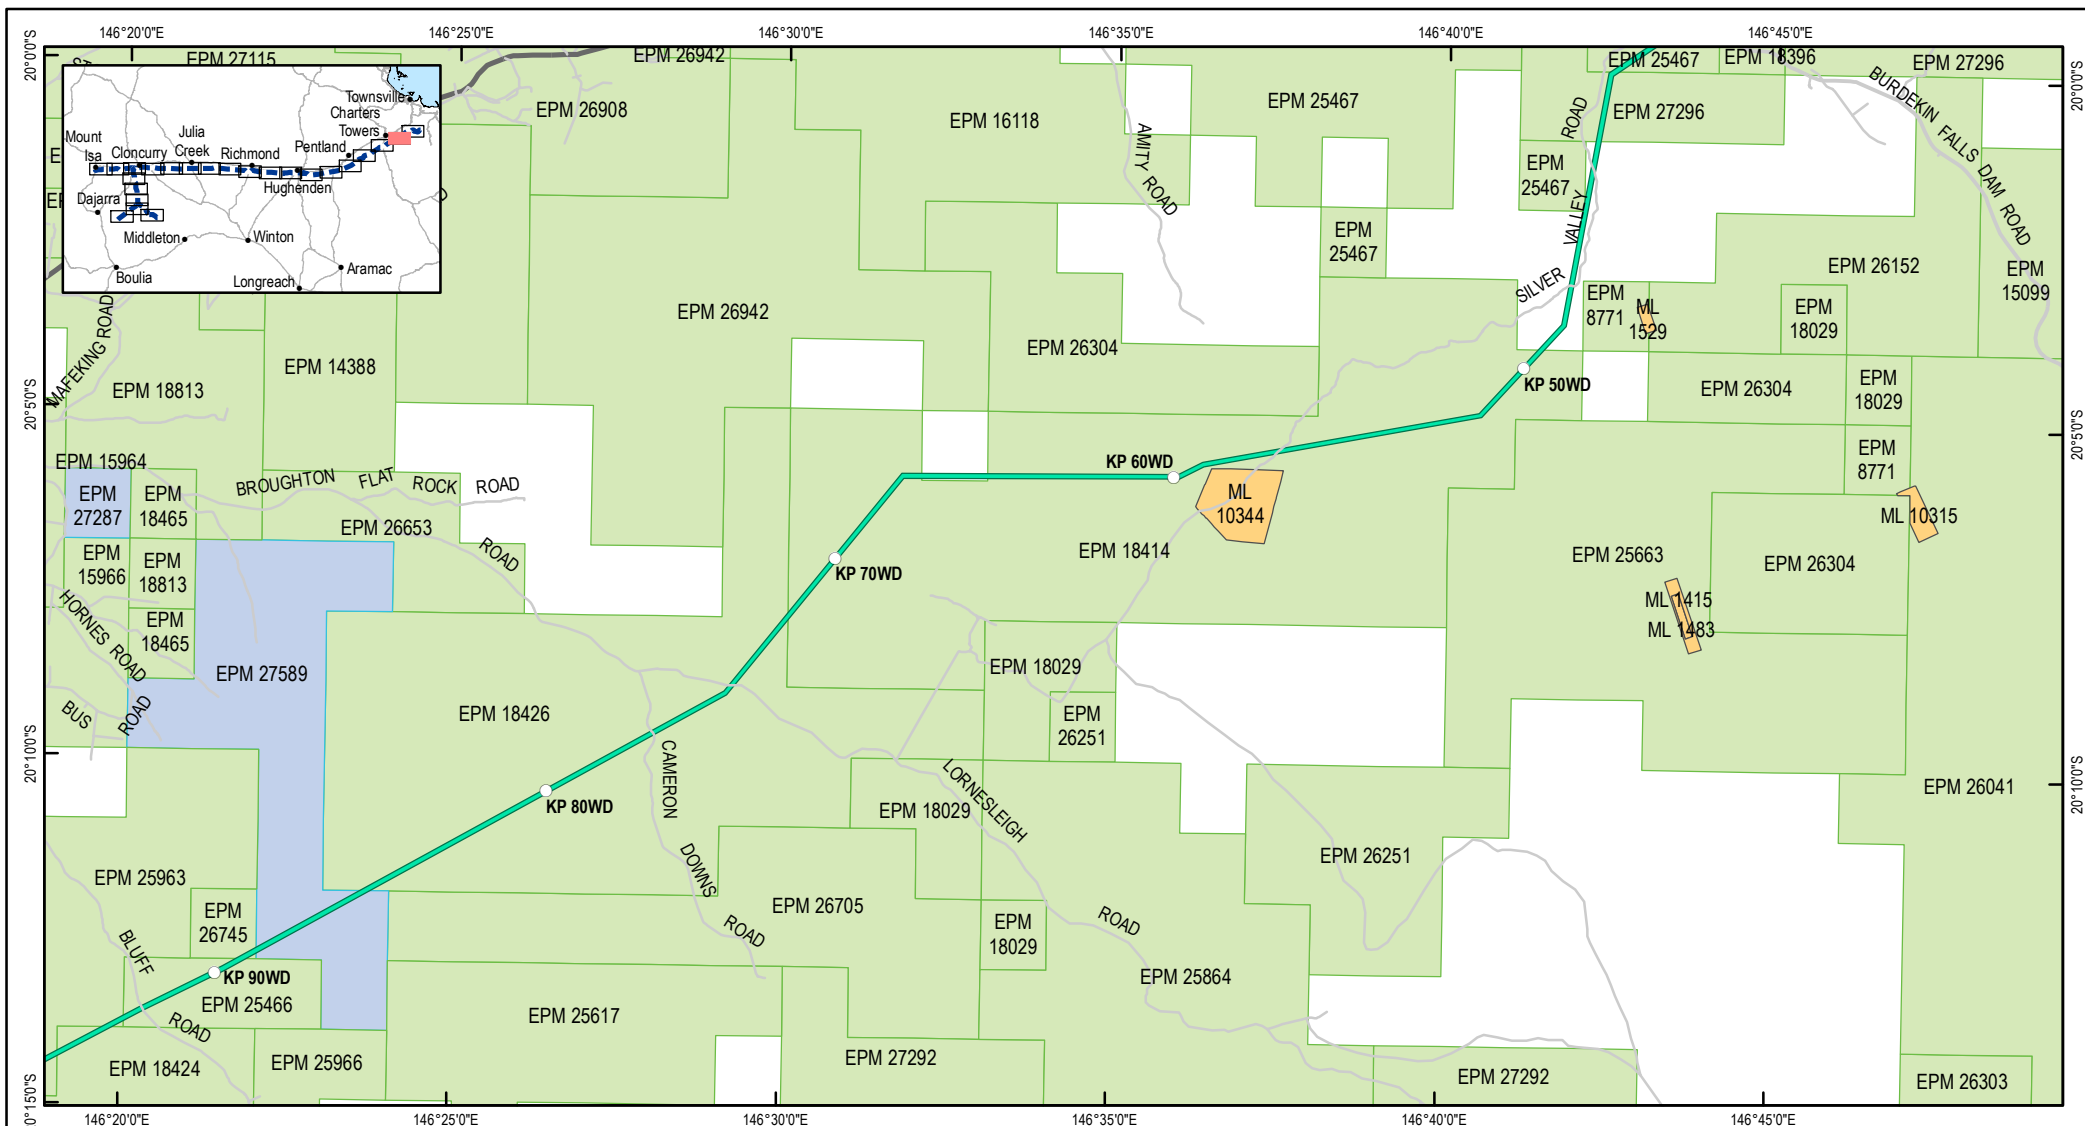 146°20'0"E
146°25'0"E
146°30'0"E
146°35'0"E
146°40'0"E
146°45'0"E
20°0'0"S
20°0'0"S
EPM 27115
EPM 26942
EPM 25467
EPM 18396
EPM 27296
EPM 26908
EPM 16118
EPM 25467
EPM 27296
BURDEKIN FALLS DAM ROAD
AMITY ROAD
Townsville
Charters
Towers
Mount
Isa
Cloncurry
Julia
Creek
Richmond
Pentland
Hughenden
Dajarra
Middleton
Winton
Boulia
Longreach
Aramac
EPM
25467
EPM
25467
SILVER VALLEY ROAD
EPM 26152
EPM
15099
EPM 26942
EPM
8771
ML
1529
EPM
18029
EPM 26304
MAFEKING ROAD
EPM 14388
EPM 18813
KP 50WD
EPM 26304
EPM
18029
20°5'0"S
20°5'0"S
EPM 15964
KP 60WD
EPM
8771
BROUGHTON FLAT ROCK ROAD
EPM
27287
EPM
18465
EPM 26653
ML
10344
ML 10315
ROAD
EPM 18414
EPM 25663
EPM 26304
EPM
15966
EPM
18813
KP 70WD
HORNES ROAD
EPM
18465
ML 1415
ML 1483
EPM 27589
EPM 18029
BUS ROAD
EPM 18426
EPM
26251
20°10'0"S
20°10'0"S
CAMERON DOWNS ROAD
LORNESLEIGH ROAD
KP 80WD
EPM 18029
EPM 26041
EPM 26251
EPM 25963
EPM 26705
EPM
26745
EPM
18029
BLUFF ROAD
KP 90WD
EPM 25864
EPM 25466
EPM 25617
EPM 27292
EPM 18424
EPM 25966
EPM 27292
EPM 26303
146°20'0"E
146°25'0"E
146°30'0"E
146°35'0"E
146°40'0"E
146°45'0"E